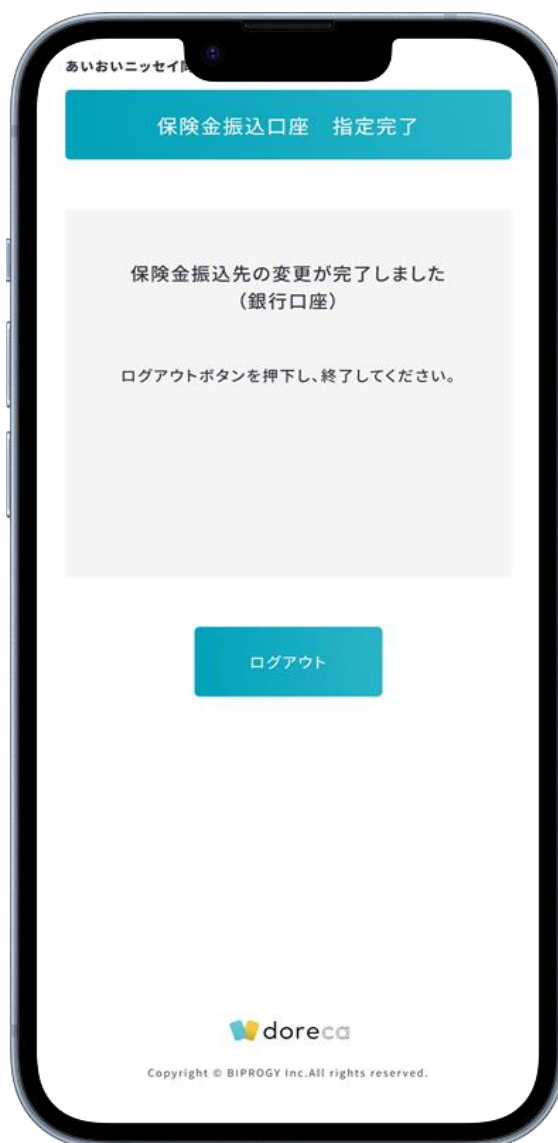 あいおいニッセイ
保険金振込口座　指定完了
保険金振込先の変更が完了しました
（銀行口座）
ログアウトボタンを押下し、終了してください。
ログアウト
doreca
Copyright © BIPROGY Inc.All rights reserved.